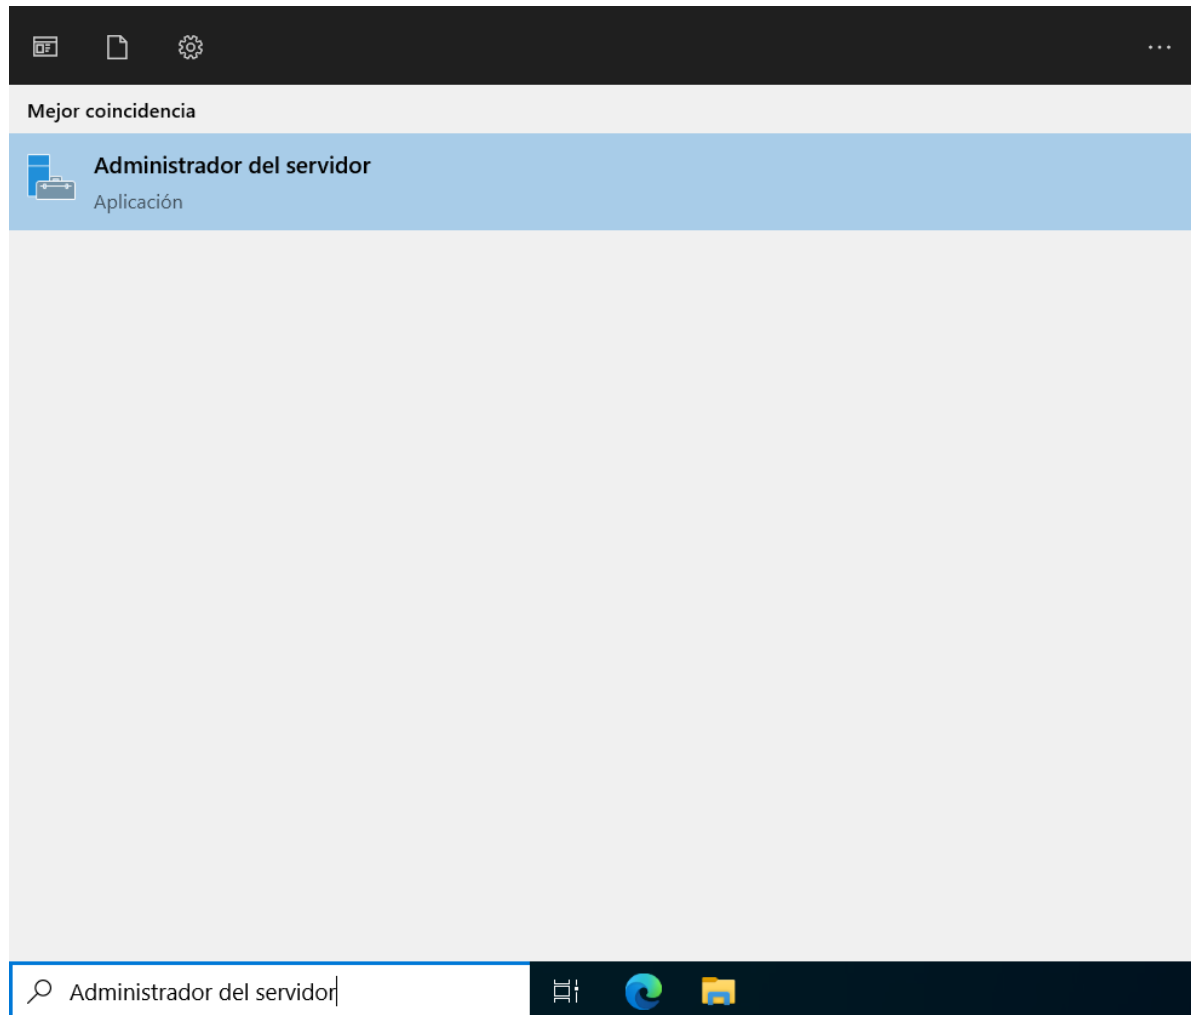 Mejor coincidencia
Administrador del servidor
Aplicación
Administrador del servidor